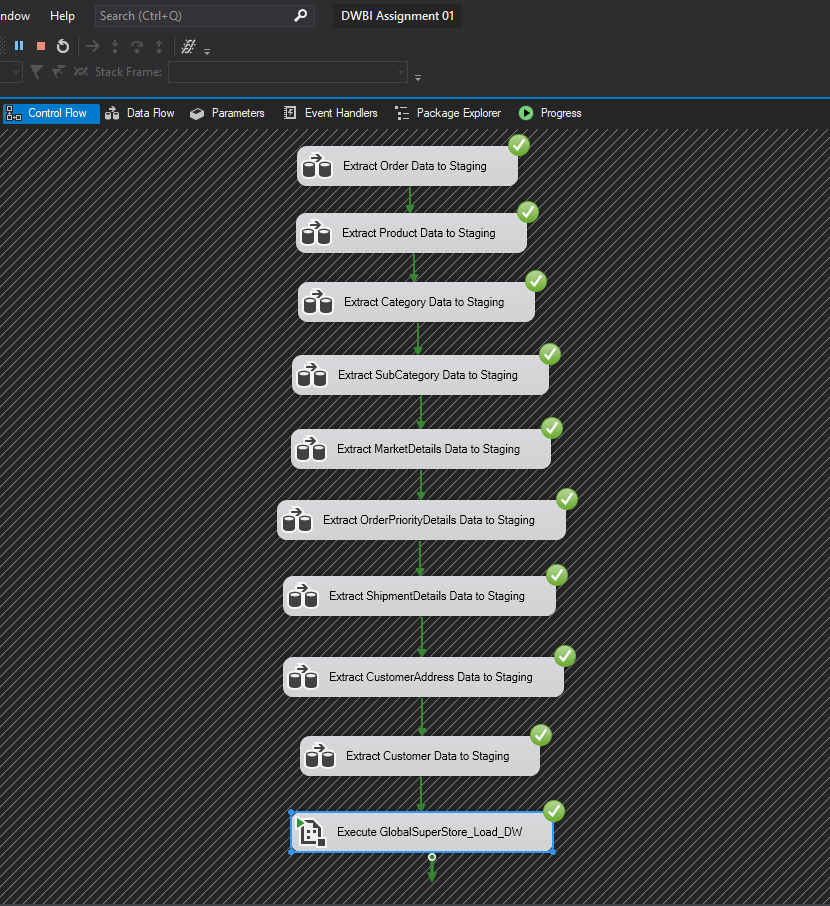 ndow Help Search (Ctrl+Q) DWBI Assignment 01
Stack Frame:
Control Flow Data Flow Parameters Event Handlers Package Explorer Progress
Extract Order Data to Staging
Extract Product Data to Staging
Extract Category Data to Staging
Extract SubCategory Data to Staging
Extract MarketDetails Data to Staging
Extract OrderPriorityDetails Data to Staging
Extract ShipmentDetails Data to Staging
Extract CustomerAddress Data to Staging
Extract Customer Data to Staging
Execute GlobalSuperStore_Load_DW